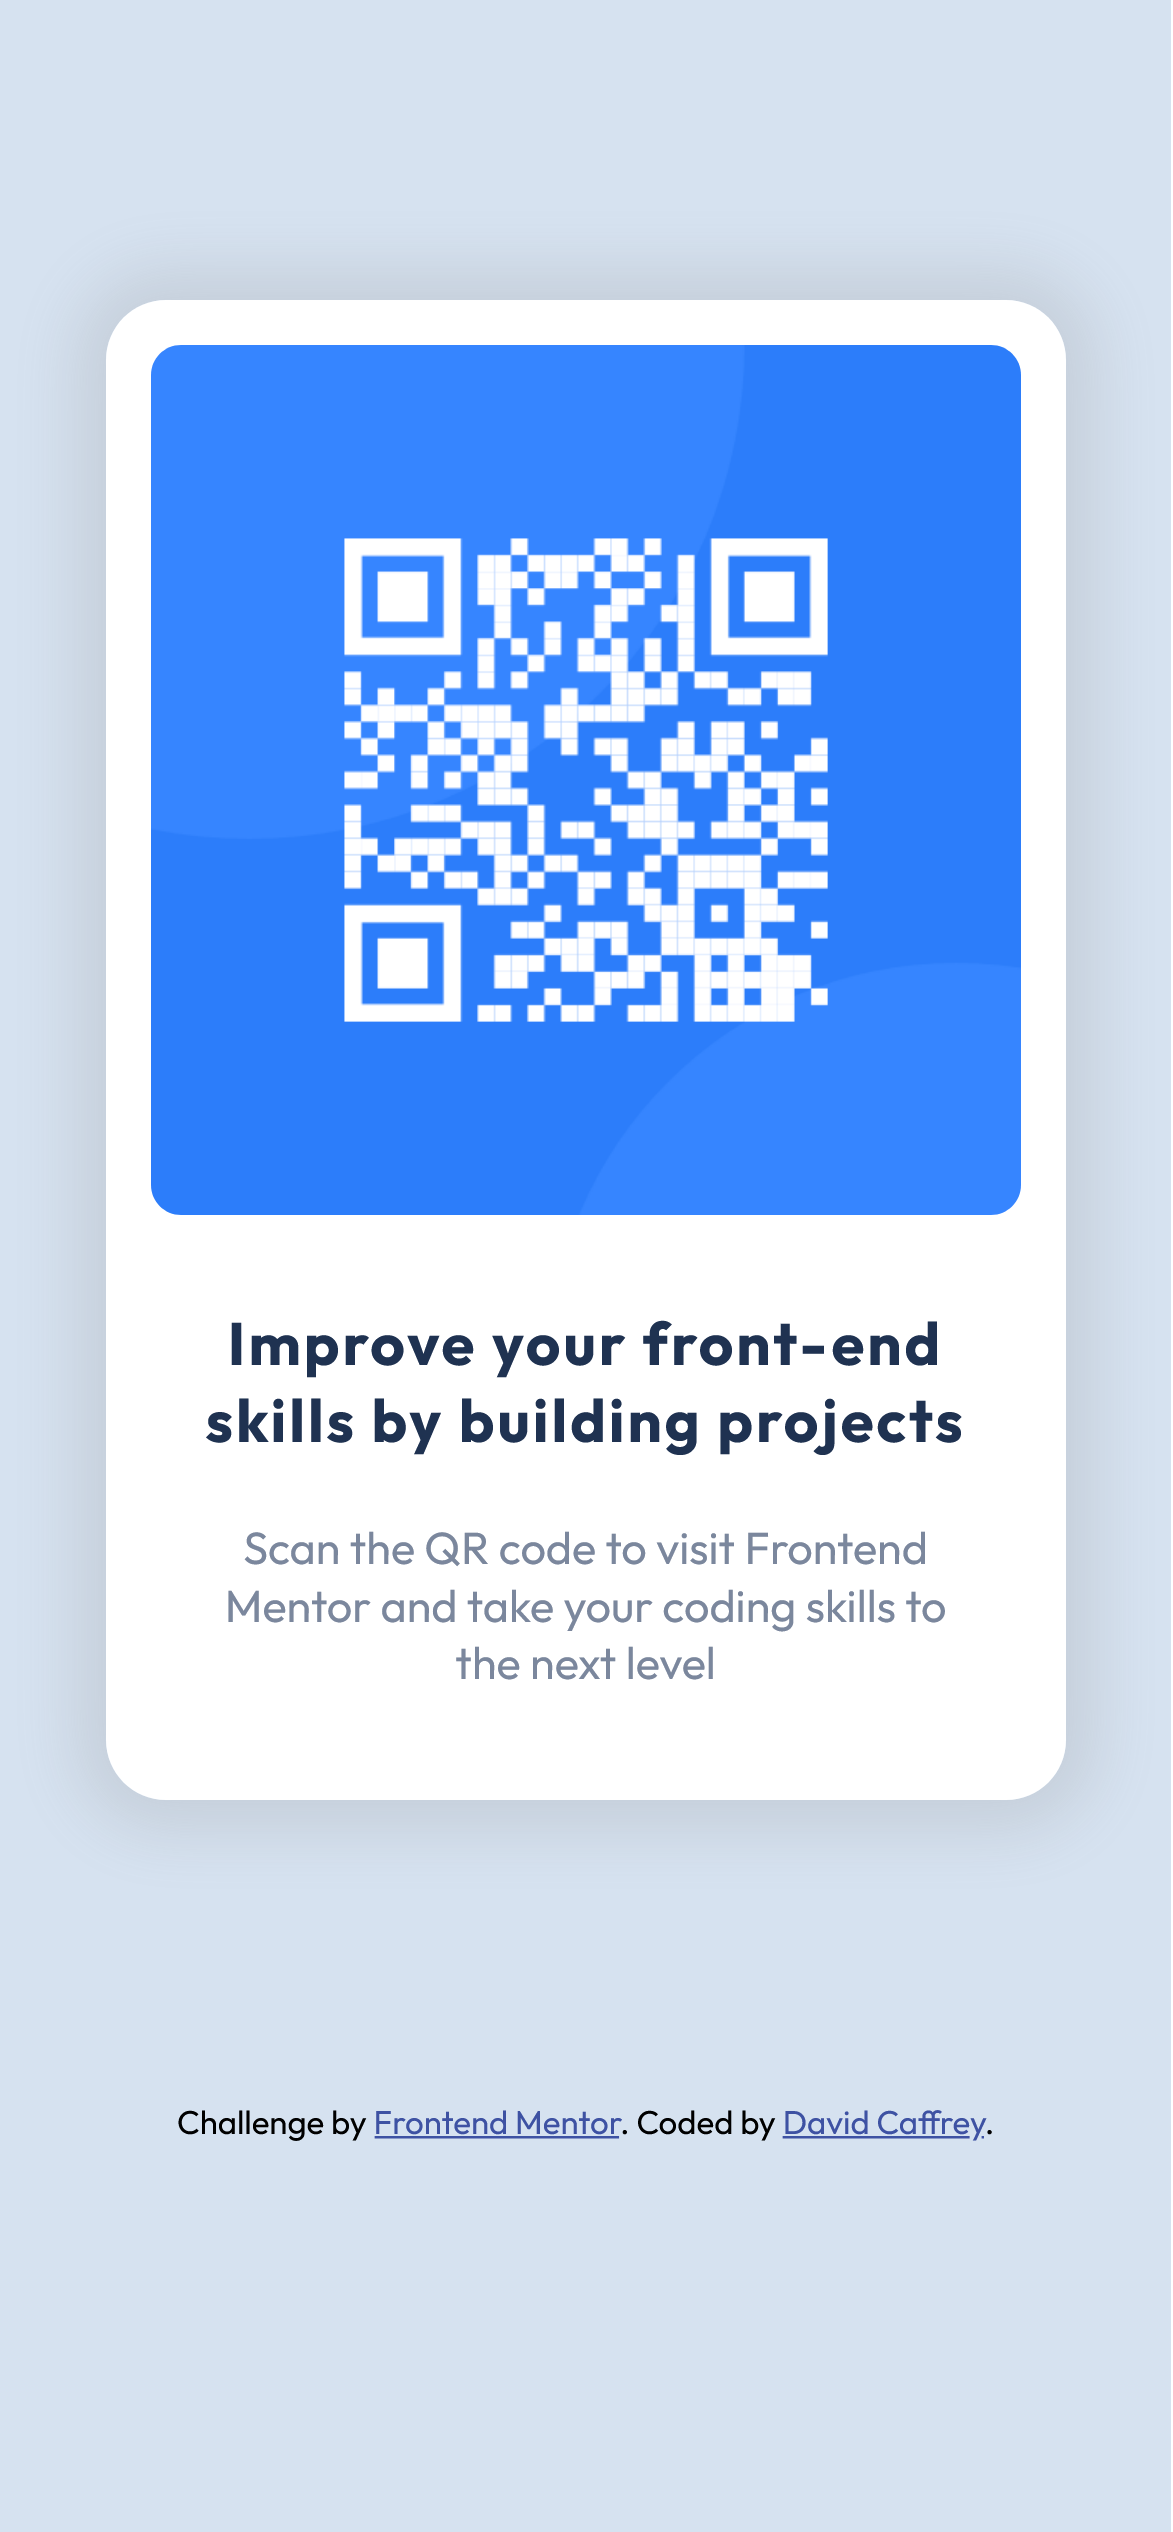 Improve your front-end
skills by building projects
Scan the QR code to visit Frontend
Mentor and take your coding skills to
the next level
Challenge by Frontend Mentor. Coded by David Caffrey.